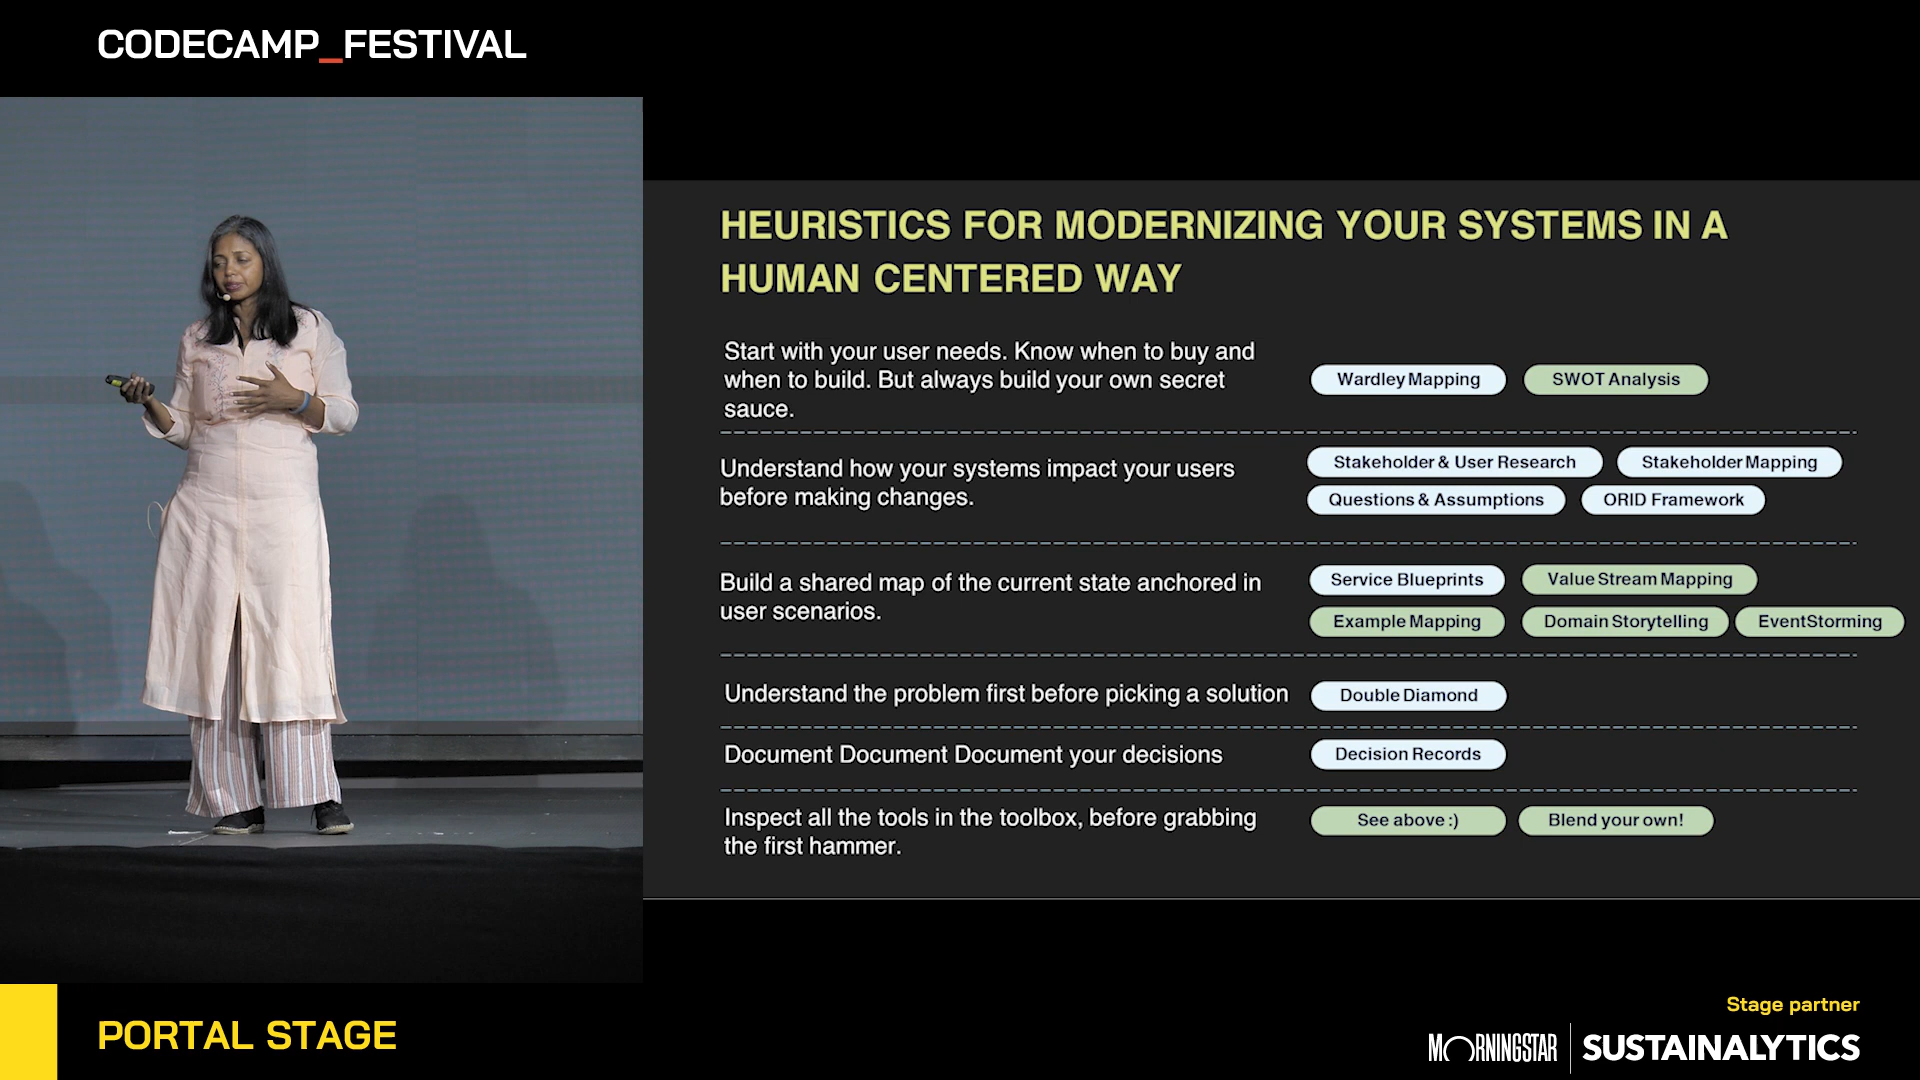 CODECAMP_FESTIVAL
HEURISTICS FOR MODERNIZING YOUR SYSTEMS IN A
HUMAN CENTERED WAY
Start with your user needs. Know when to buy and
when to build. But always build your own secret
sauce.
Wardley Mapping
SWOT Analysis
Understand how your systems impact your users
before making changes.
Stakeholder & User Research
Stakeholder Mapping
Questions & Assumptions
ORID Framework
Build a shared map of the current state anchored in
user scenarios.
Service Blueprints
Value Stream Mapping
Example Mapping
Domain Storytelling
EventStorming
Understand the problem first before picking a solution
Double Diamond
Document Document Document your decisions
Decision Records
Inspect all the tools in the toolbox, before grabbing
the first hammer.
See above :)
Blend your own!
PORTAL STAGE
Stage partner
MORNINGSTAR
SUSTAINALYTICS